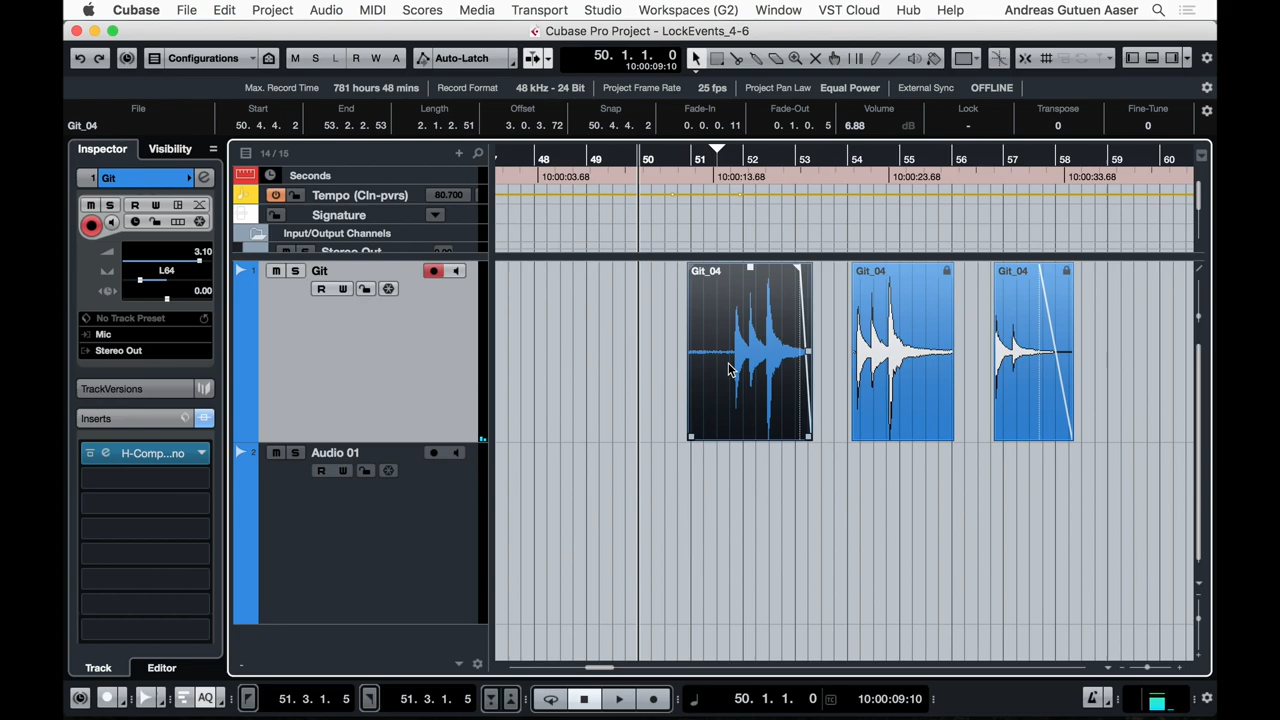 Cubase File Edit Project Audio MIDI Scores Media Transport Studio Workspaces (G2) Window VST Cloud Hub Help Andreas Gutuen Aaser
Cubase Pro Project - LockEvents_4-6
Configurations M S L R W A Auto-Latch 50. 1. 1. 0
10:00:09:10
Max. Record Time 781 hours 48 mins Record Format 48 kHz - 24 Bit Project Frame Rate 25 fps Project Pan Law Equal Power External Sync OFFLINE
File Start End Length Offset Snap Fade-In Fade-Out Volume Lock Transpose Fine-Tune
Git_04 50. 4. 4. 2 53. 2. 2. 53 2. 1. 2. 51 3. 0. 3. 72 50. 4. 4. 2 0. 0. 0. 11 0. 1. 0. 5 6.88 dB - 0 0
Inspector Visibility 14 / 15 48 49 50 51 52 53 54 55 56 57 58 59 60
1 Git Seconds 10:00:03.68 10:00:13.68 10:00:23.68 10:00:33.68
Tempo (Cln-pvrs) 80.700
M S R W
Signature
Input/Output Channels
Stereo Out
3.10
L64
0.00
1 M S Git
R W
Git_04 Git_04 Git_04
No Track Preset
Mic
Stereo Out
TrackVersions
Inserts
H-Comp...no
2 M S Audio 01
R W
Track Editor
AQ 51. 3. 1. 5 51. 3. 1. 5 50. 1. 1. 0 10:00:09:10